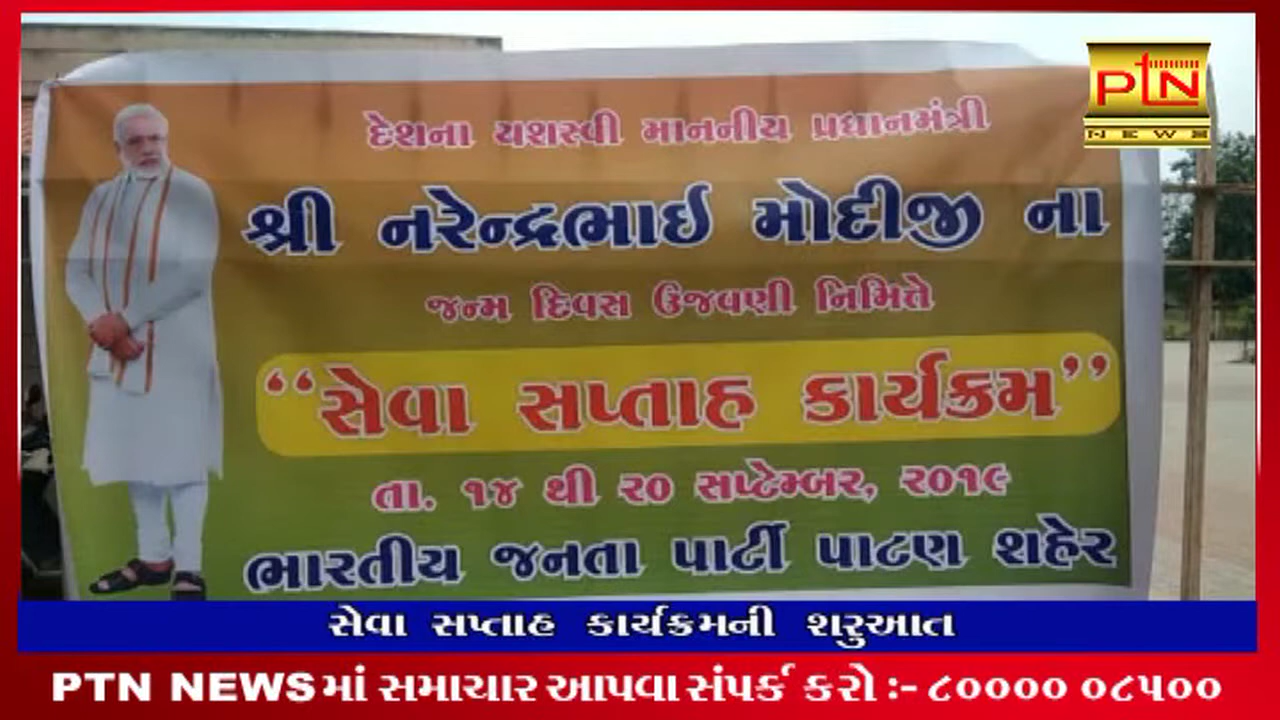 PTN
NEWS
દેશના યશસ્વી માનનીય પ્રધાનમંત્રી
શ્રી નરેન્દ્રભાઇ મોદીજી ના
જન્મ દિવસ ઉજવણી નિમિત્તે
“સેવા સપ્તાહ કાર્યક્રમ”
તા. ૧૪ થી ૨૦ સપ્ટેમ્બર, ૨૦૧૯
ભારતીય જનતા પાર્ટી પાટણ શહેર
સેવા સપ્તાહ કાર્યક્રમની શરુઆત
PTN NEWSમાં સમાચાર આપવા સંપર્ક કરો :- ૮૦૦૦૦ ૦૮૫૦૦